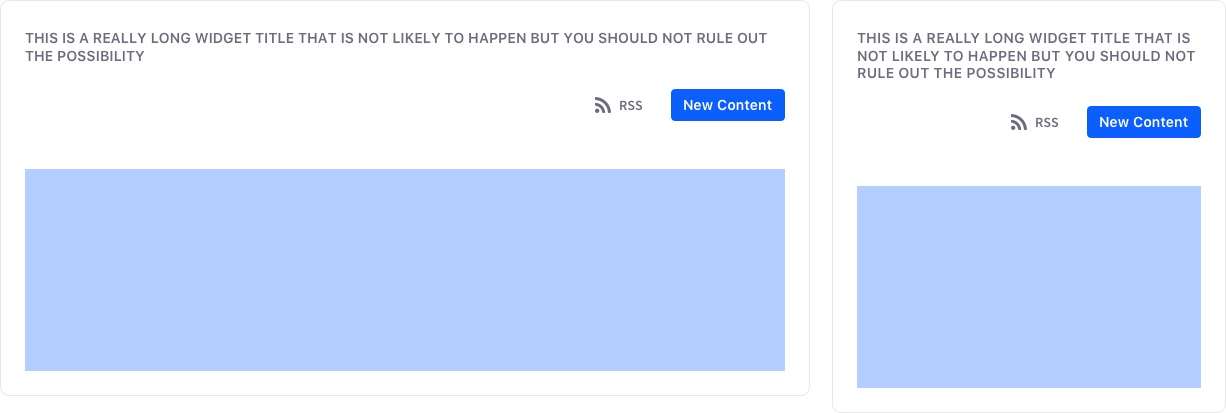 THIS IS A REALLY LONG WIDGET TITLE THAT IS NOT LIKELY TO HAPPEN BUT YOU SHOULD NOT RULE OUT
THE POSSIBILITY
RSS
New Content
THIS IS A REALLY LONG WIDGET TITLE THAT IS
NOT LIKELY TO HAPPEN BUT YOU SHOULD NOT
RULE OUT THE POSSIBILITY
RSS
New Content